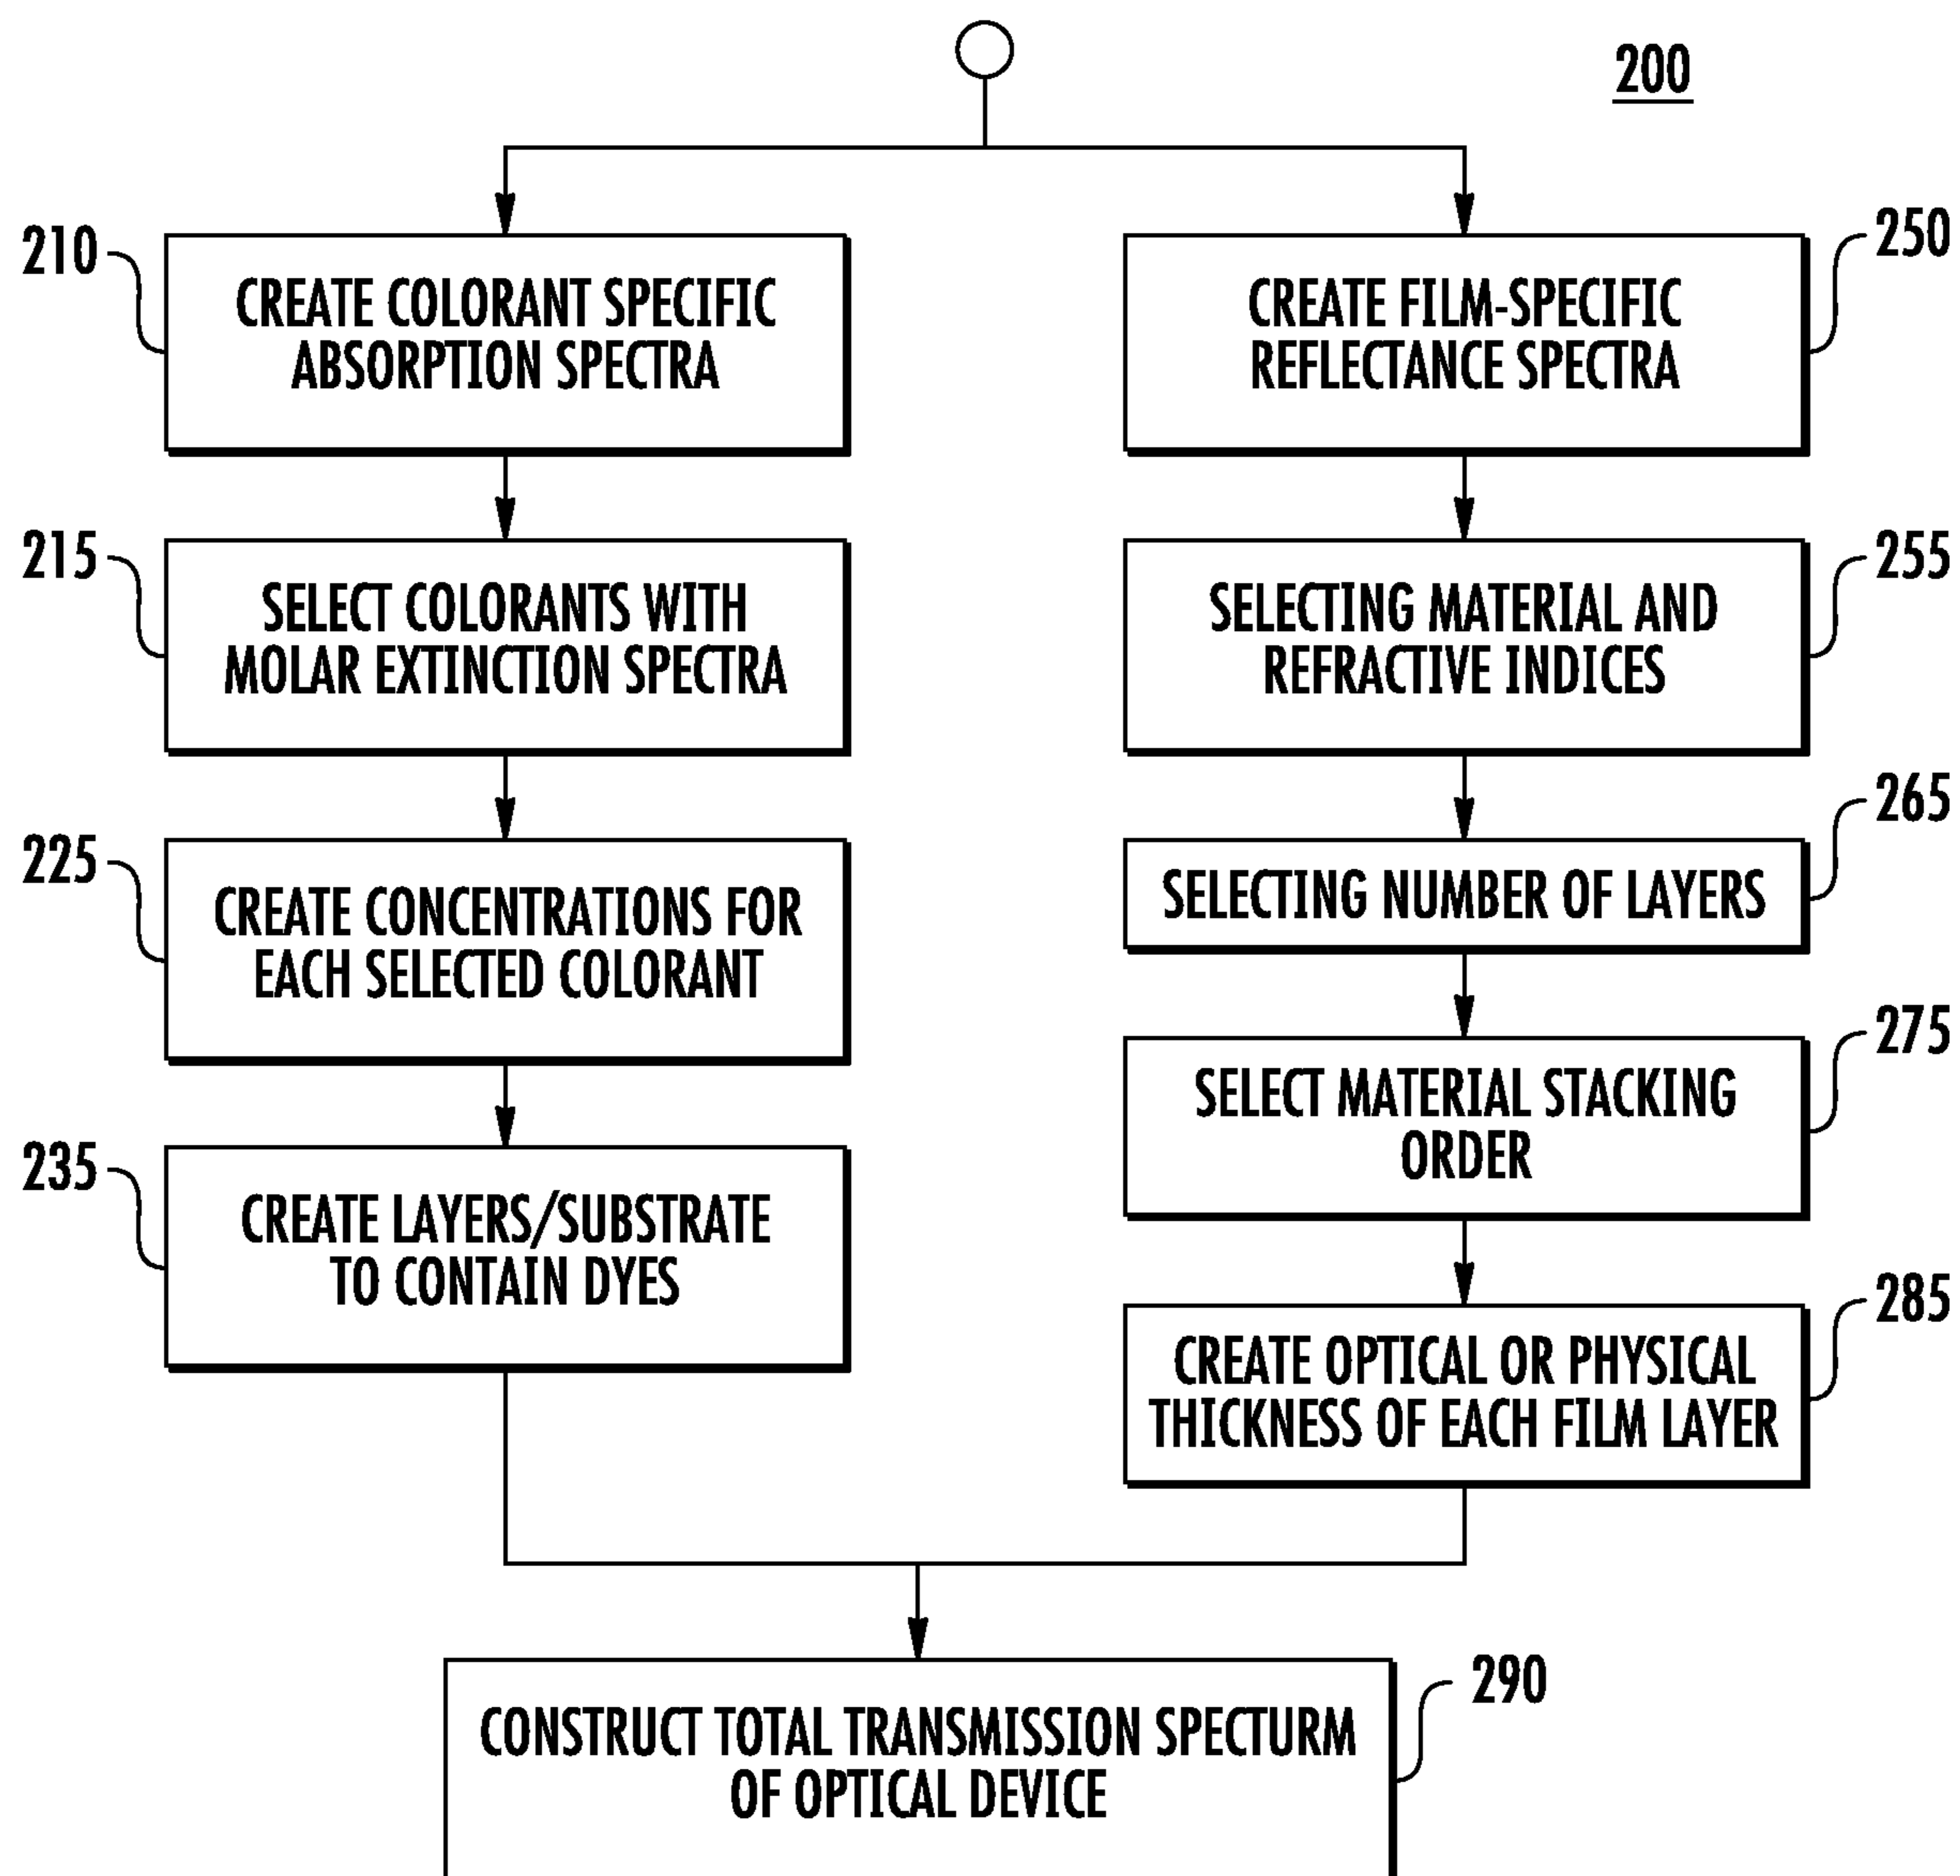 200
210
CREATE COLORANT SPECIFIC
ABSORPTION SPECTRA
215
SELECT COLORANTS WITH
MOLAR EXTINCTION SPECTRA
225
CREATE CONCENTRATIONS FOR
EACH SELECTED COLORANT
235
CREATE LAYERS/SUBSTRATE
TO CONTAIN DYES
250
CREATE FILM-SPECIFIC
REFLECTANCE SPECTRA
255
SELECTING MATERIAL AND
REFRACTIVE INDICES
265
SELECTING NUMBER OF LAYERS
275
SELECT MATERIAL STACKING
ORDER
285
CREATE OPTICAL OR PHYSICAL
THICKNESS OF EACH FILM LAYER
290
CONSTRUCT TOTAL TRANSMISSION SPECTURM
OF OPTICAL DEVICE